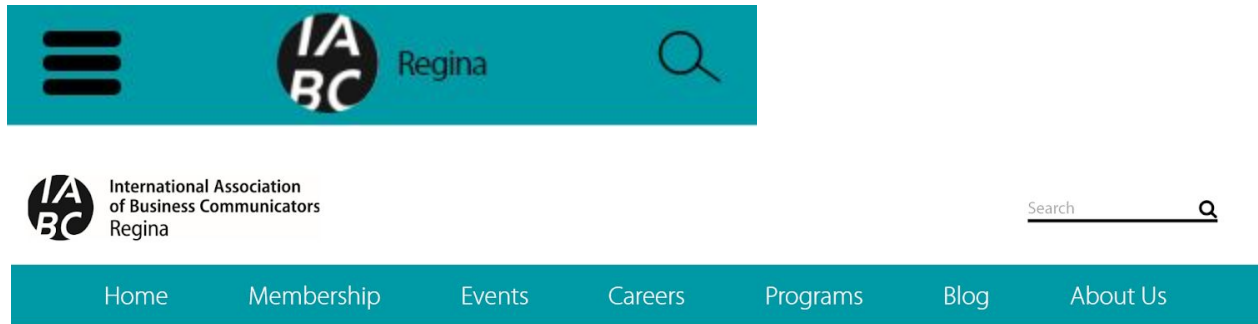 IA
BC
Regina
IA
BC
International Association
of Business Communicators
Regina
Search
Home Membership Events Careers Programs Blog About Us